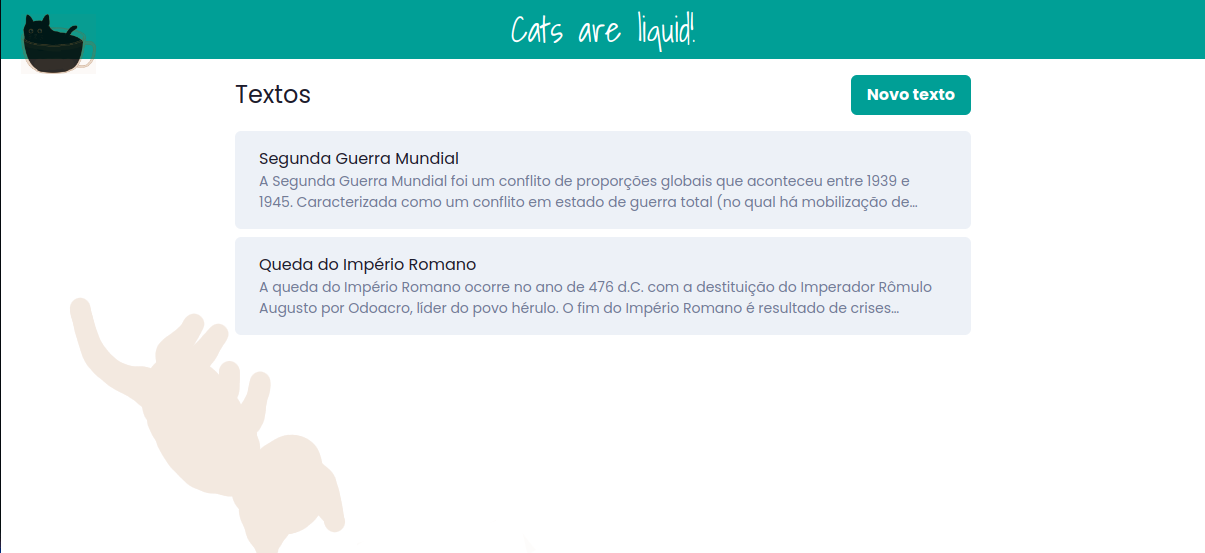 Cats are liquid!
Textos
Novo texto
Segunda Guerra Mundial
A Segunda Guerra Mundial foi um conflito de proporções globais que aconteceu entre 1939 e
1945. Caracterizada como um conflito em estado de guerra total (no qual há mobilização de…
Queda do Império Romano
A queda do Império Romano ocorre no ano de 476 d.C. com a destituição do Imperador Rômulo
Augusto por Odoacro, líder do povo hérulo. O fim do Império Romano é resultado de crises…